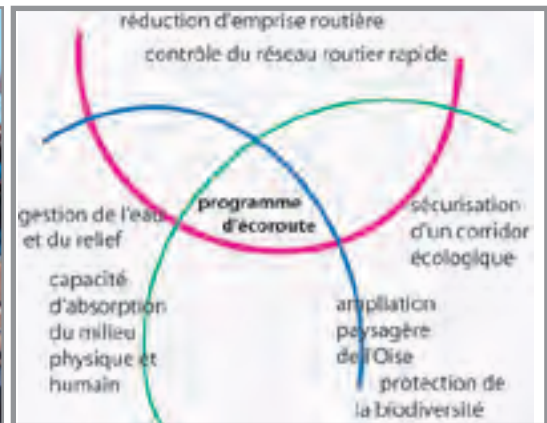 réduction d'emprise routière
contrôle du réseau routier rapide
programme
d'écoroute
gestion de l'eau
et du relief
sécurisation
d'un corridor
écologique
capacité
d'absorption
du milieu
physique et
humain
ampliation
paysagère
de l'Oise
protection de
la biodiversité